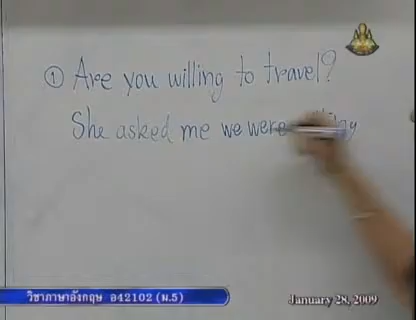 ① Are you willing to travel?
She asked me we were
วิชาภาษาอังกฤษ อ42102 (ม.5)
January 28, 2009